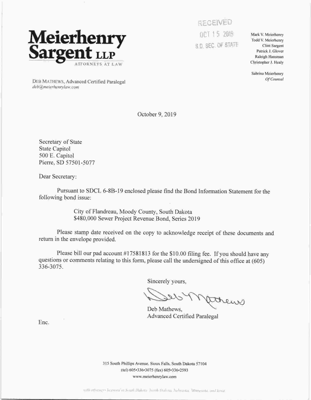 Meierhenry
Sargent LLP
ATTORNEYS AT LAW
DEB MATHEWS, Advanced Certified Paralegal
deb@meierhenrylaw.com
RECEIVED
OCT 15 2019
S.D. SEC. OF STATE
Mark V. Meierhenry
Todd V. Meierhenry
Clint Sargent
Patrick J. Glover
Raleigh Hansman
Christopher J. Healy
Sabrina Meierhenry
Of Counsel
October 9, 2019
Secretary of State
State Capitol
500 E. Capitol
Pierre, SD 57501-5077
Dear Secretary:
Pursuant to SDCL 6-8B-19 enclosed please find the Bond Information Statement for the
following bond issue:
City of Flandreau, Moody County, South Dakota
$480,000 Sewer Project Revenue Bond, Series 2019
Please stamp date received on the copy to acknowledge receipt of these documents and
return in the envelope provided.
Please bill our pad account #17581813 for the $10.00 filing fee. If you should have any
questions or comments relating to this form, please call the undersigned of this office at (605)
336-3075.
Sincerely yours,
Deb Mathews
Deb Mathews,
Advanced Certified Paralegal
Enc.
315 South Phillips Avenue Sioux Falls, South Dakota 57104
(tel) 605•336•3075 (fax) 605•336•2593
www.meierhenrylaw.com